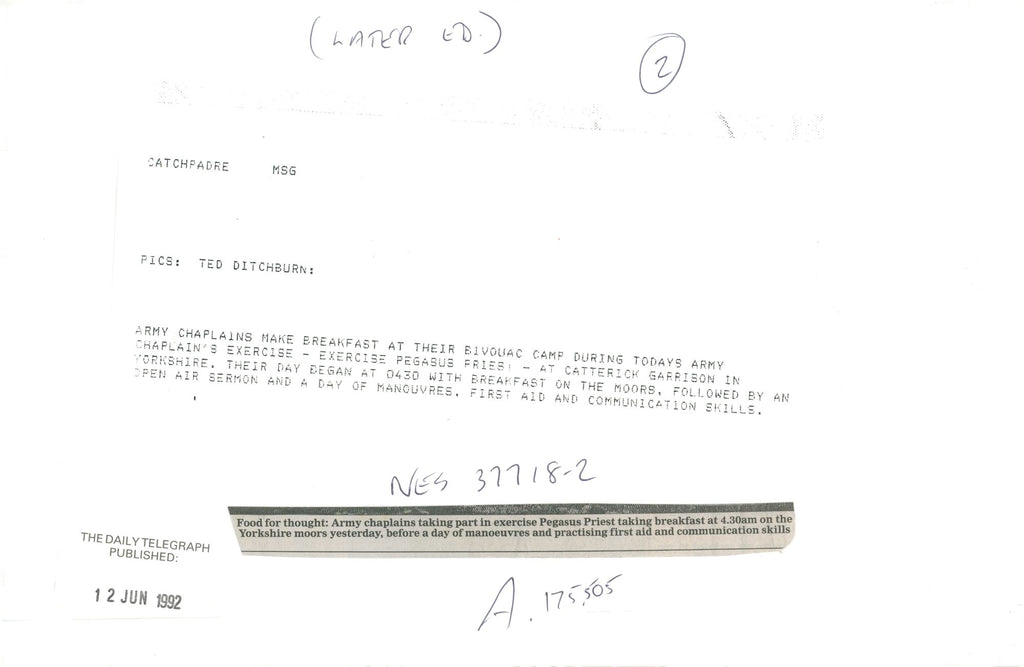 (LATER ED.)
2
CATCHPADRE MSG
PICS: TED DITCHBURN:
ARMY CHAPLAINS MAKE BREAKFAST AT THEIR BIVOUAC CAMP DURING TODAYS ARMY
CHAPLAIN'S EXERCISE - EXERCISE PEGASUS PRIEST - AT CATTERICK GARRISON IN
YORKSHIRE. THEIR DAY BEGAN AT 0430 WITH BREAKFAST ON THE MOORS, FOLLOWED BY AN
OPEN AIR SERMON AND A DAY OF MANOUVRES, FIRST AID AND COMMUNICATION SKILLS.
NES 37718-2
Food for thought: Army chaplains taking part in exercise Pegasus Priest taking breakfast at 4.30am on the
Yorkshire moors yesterday, before a day of manoeuvres and practising first aid and communication skills
THE DAILY TELEGRAPH
PUBLISHED:
12 JUN 1992
A. 175,505